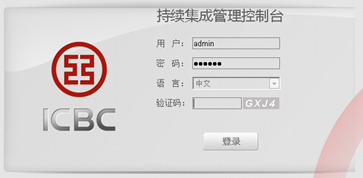 持续集成管理控制台
用 户： admin
密 码： ●●●●●●
语 言： 中文
验证码： GXJ4
ICBC
登录